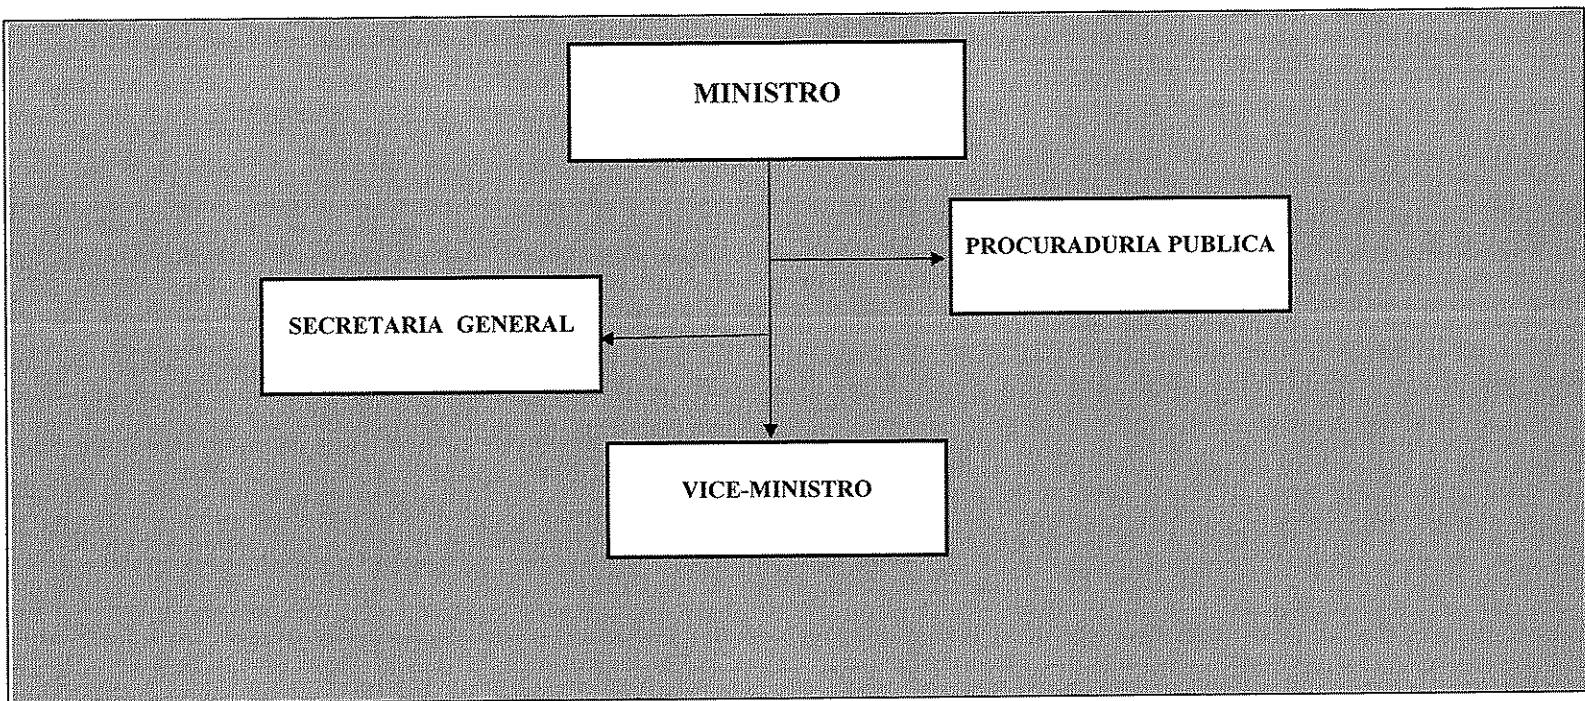 MINISTRO
PROCURADURIA PUBLICA
SECRETARIA GENERAL
VICE-MINISTRO